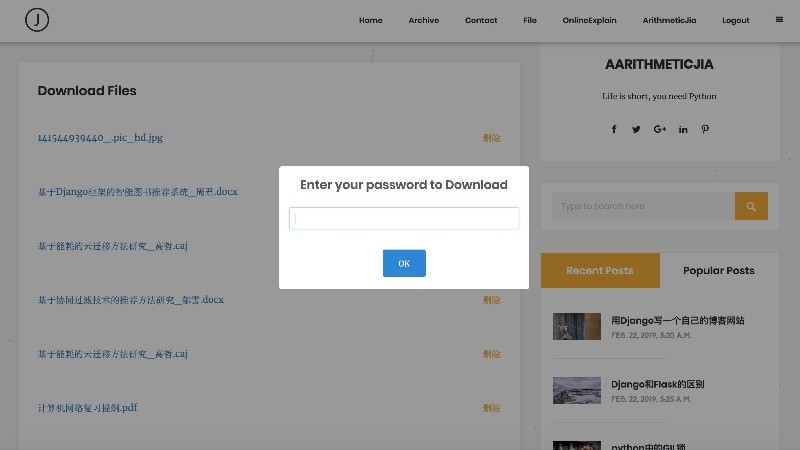 J
Home Archive Contact File OnlineExplain ArithmeticJia Logout
Download Files
141544939440_.pic_hd.jpg 删除
基于Django框架的智能图书推荐系统_周君.docx
基于能耗的云迁移方法研究_高哲.caj
基于协同过滤技术的推荐方法研究_郁雪.docx 删除
基于能耗的云迁移方法研究_高哲.caj 删除
计算机网络复习提纲.pdf 删除
Enter your password to Download
OK
AARITHMETICJIA
Life is short, you need Python
Type to search here
Recent Posts Popular Posts
用Django写一个自己的博客网站
FEB. 22, 2019, 5:20 A.M.
Django和Flask的区别
FEB. 22, 2019, 5:25 A.M.
python中的GIL锁